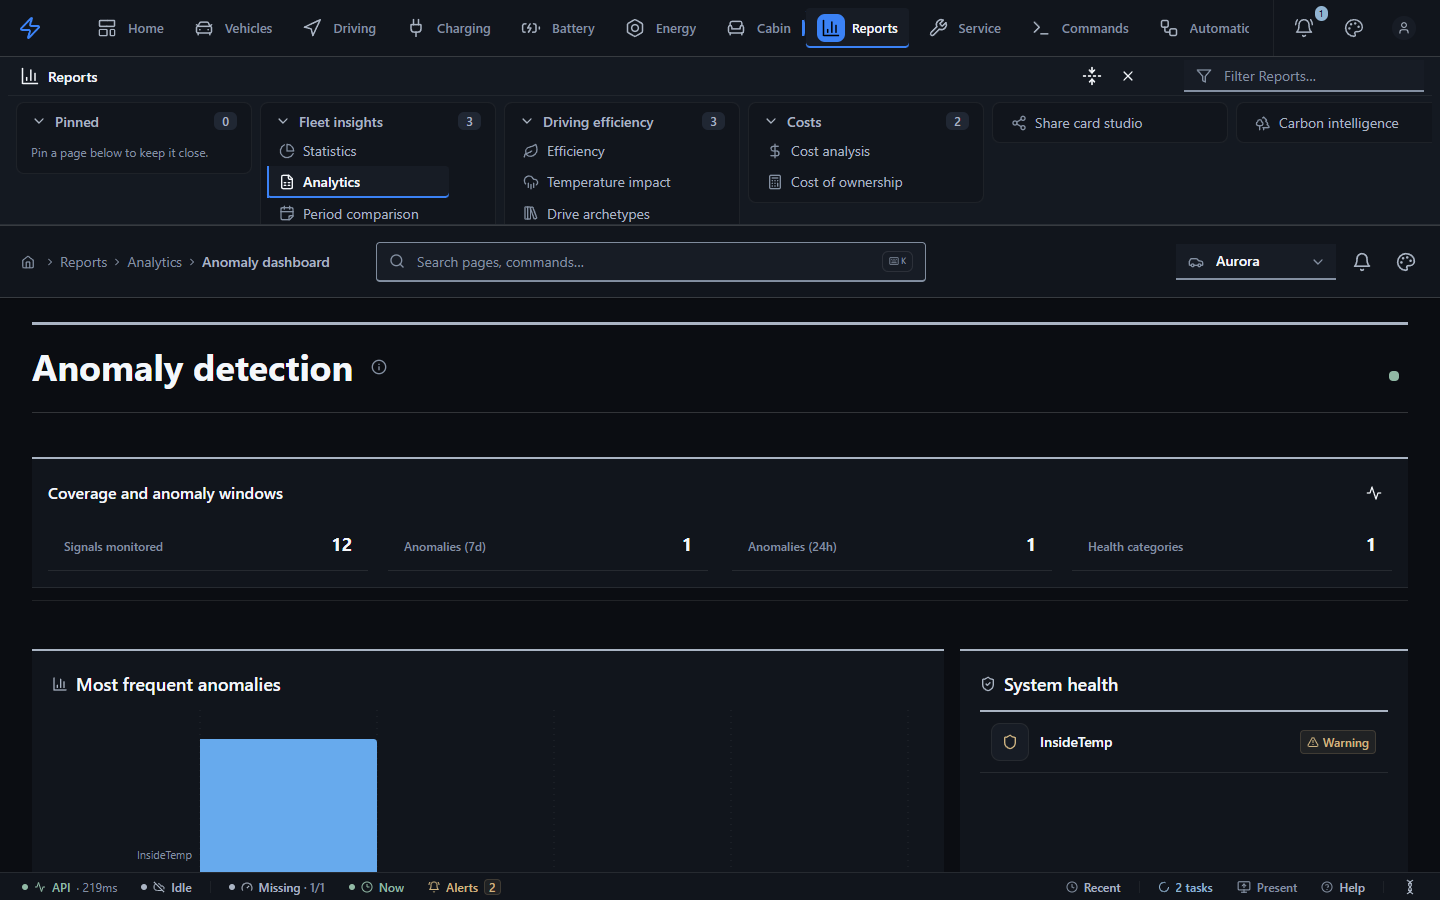 Home Vehicles Driving Charging Battery Energy Cabin Reports Service Commands Automatic 1
Reports Filter Reports...
Pinned 0
Pin a page below to keep it close.
Fleet insights 3
Statistics
Analytics
Period comparison
Driving efficiency 3
Efficiency
Temperature impact
Drive archetypes
Costs 2
Cost analysis
Cost of ownership
Share card studio
Carbon intelligence
Reports Analytics Anomaly dashboard Search pages, commands... K Aurora
Anomaly detection
Coverage and anomaly windows
Signals monitored 12 Anomalies (7d) 1 Anomalies (24h) 1 Health categories 1
Most frequent anomalies
InsideTemp
System health
InsideTemp Warning
API · 219ms Idle Missing · 1/1 Now Alerts 2 Recent 2 tasks Present Help